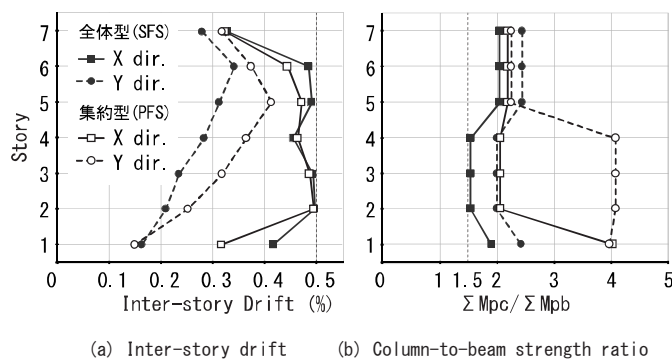 全体型(SFS)
X dir.
Y dir.
集約型(PFS)
X dir.
Y dir.
Story
7
6
5
4
3
2
1
0 0.1 0.2 0.3 0.4 0.5
Inter-story Drift (%)
(a) Inter-story drift
7
6
5
4
3
2
1
0 1 1.5 2 3 4 5
ΣMpc/ΣMpb
(b) Column-to-beam strength ratio